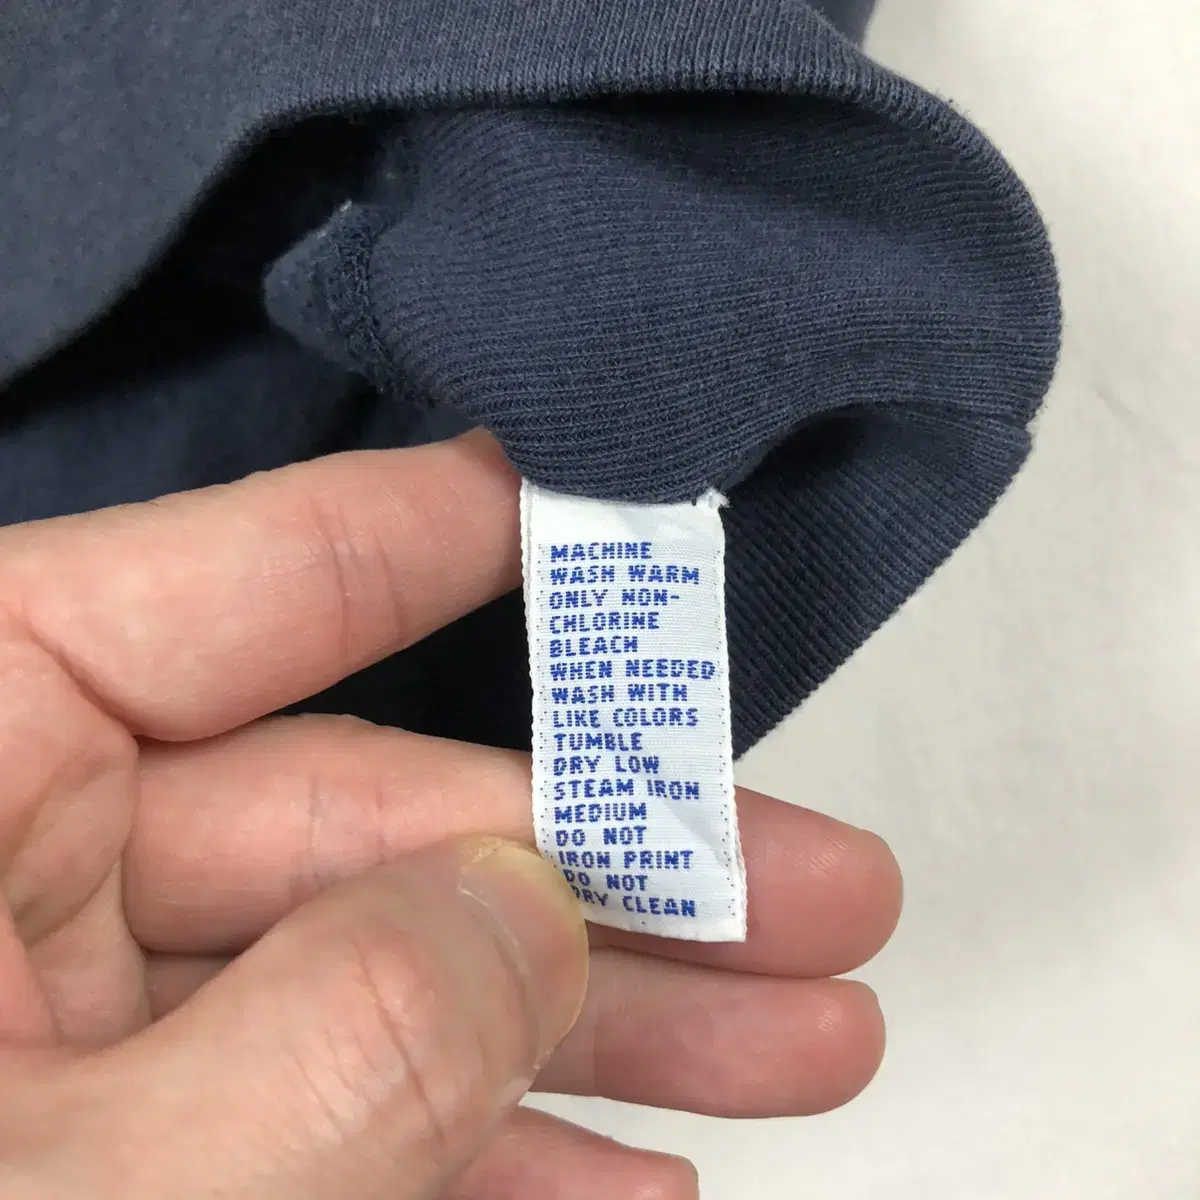 MACHINE
WASH WARM
ONLY NON-
CHLORINE
BLEACH
WHEN NEEDED
WASH WITH
LIKE COLORS
TUMBLE
DRY LOW
STEAM IRON
MEDIUM
DO NOT
IRON PRINT
DO NOT
DRY CLEAN